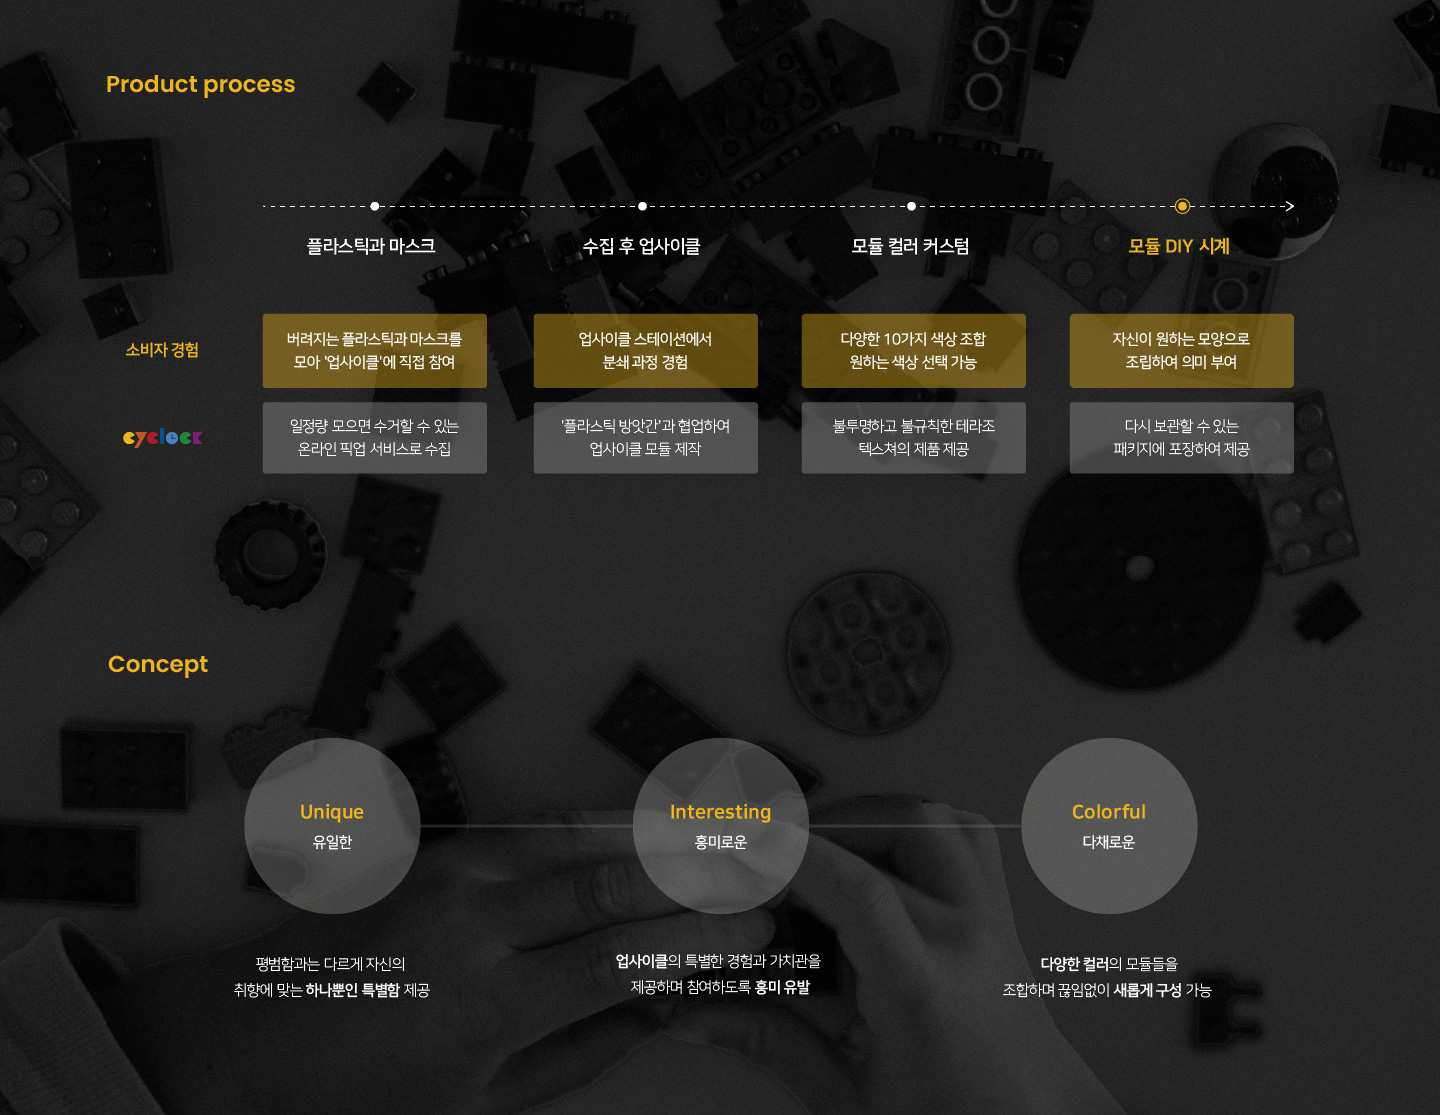 Product process
플라스틱과 마스크
수집 후 업사이클
모듈 컬러 커스텀
모듈 DIY 시계
소비자 경험
버려지는 플라스틱과 마스크를
모아 '업사이클'에 직접 참여
업사이클 스테이션에서
분쇄 과정 경험
다양한 10가지 색상 조합
원하는 색상 선택 가능
자신이 원하는 모양으로
조립하여 의미 부여
cyclock
일정량 모으면 수거할 수 있는
온라인 픽업 서비스로 수집
'플라스틱 방앗간'과 협업하여
업사이클 모듈 제작
불투명하고 불규칙한 테라조
텍스쳐의 제품 제공
다시 보관할 수 있는
패키지에 포장하여 제공
Concept
Unique
유일한
Interesting
흥미로운
Colorful
다채로운
평범함과는 다르게 자신의
취향에 맞는 하나뿐인 특별함 제공
업사이클의 특별한 경험과 가치관을
제공하며 참여하도록 흥미 유발
다양한 컬러의 모듈들을
조합하며 끊임없이 새롭게 구성 가능